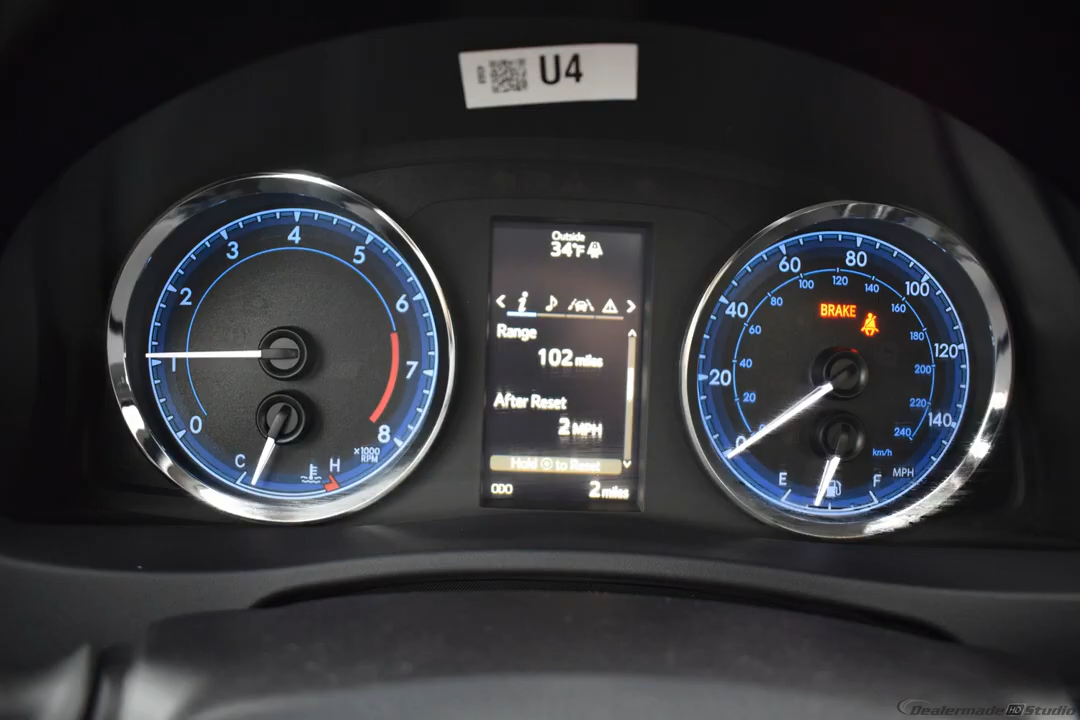 U4
Outside
34°F
Range
102 miles
After Reset
2 MPH
Hold to Reset
ODO 2 miles
0 1 2 3 4 5 6 7 8
x1000
RPM
C H
0 20 40 60 80 100 120 140
20 40 60 80 100 120 140 160 180 200 220 240
BRAKE
km/h
MPH
E F
Dealermade HD Studio